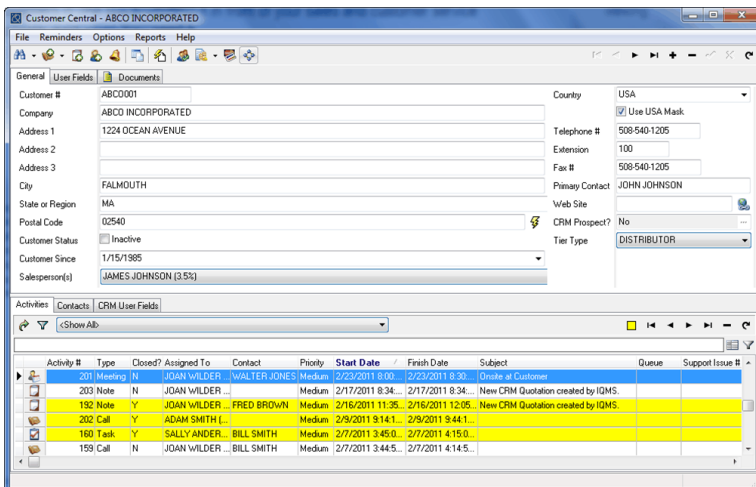 Customer Central - ABCO INCORPORATED
File Reminders Options Reports Help
General User Fields Documents
Customer # ABCO001 Country USA
Company ABCO INCORPORATED Use USA Mask
Address 1 1224 OCEAN AVENUE Telephone # 508-540-1205
Address 2 Extension 100
Address 3 Fax # 508-540-1205
City FALMOUTH Primary Contact JOHN JOHNSON
State or Region MA Web Site
Postal Code 02540 CRM Prospect? No ...
Customer Status Inactive Tier Type DISTRIBUTOR
Customer Since 1/15/1985
Salesperson(s) JAMES JOHNSON (3.5%)
Activities Contacts CRM User Fields
<Show All>
Activity # Type Closed? Assigned To Contact Priority Start Date Finish Date Subject Queue Support Issue #
201 Meeting N JOAN WILDER ... WALTER JONES Medium 2/23/2011 8:00:... 2/23/2011 8:30:... Onsite at Customer
203 Note N JOAN WILDER ... Medium 2/17/2011 8:34:... 2/17/2011 8:34:... New CRM Quotation created by IQMS.
192 Note Y JOAN WILDER ... FRED BROWN Medium 2/16/2011 11:35... 2/16/2011 12:05... New CRM Quotation created by IQMS.
202 Call Y ADAM SMITH (... Medium 2/9/2011 9:14:1... 2/9/2011 9:44:1...
160 Task Y SALLY ANDER... BILL SMITH Medium 2/7/2011 3:45:0... 2/7/2011 4:15:0...
159 Call N JOAN WILDER ... BILL SMITH Medium 2/7/2011 3:44:5... 2/7/2011 4:14:5...